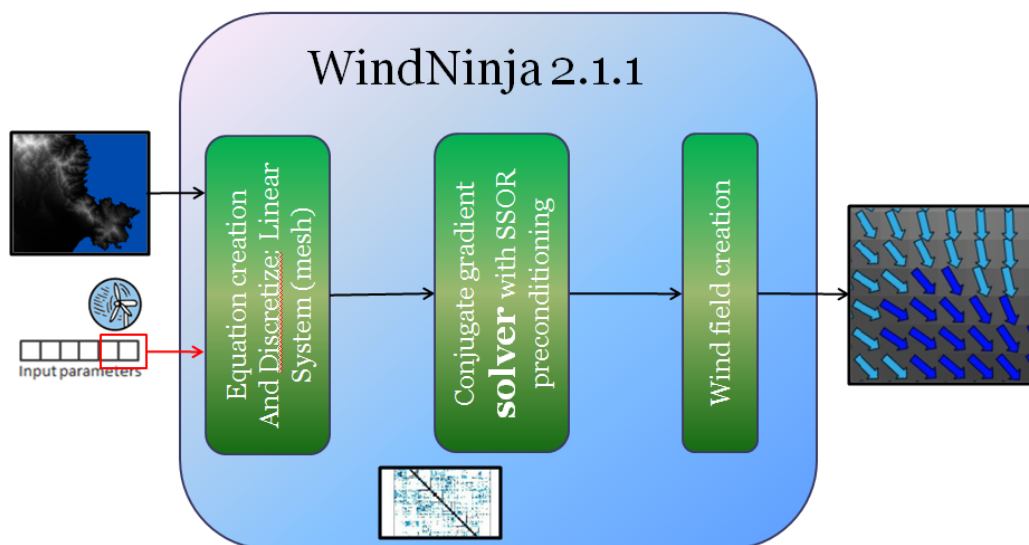 WindNinja 2.1.1
Input parameters
Equation creation
And Discretize: Linear
System (mesh)
Conjugate gradient
solver with SSOR
preconditioning
Wind field creation